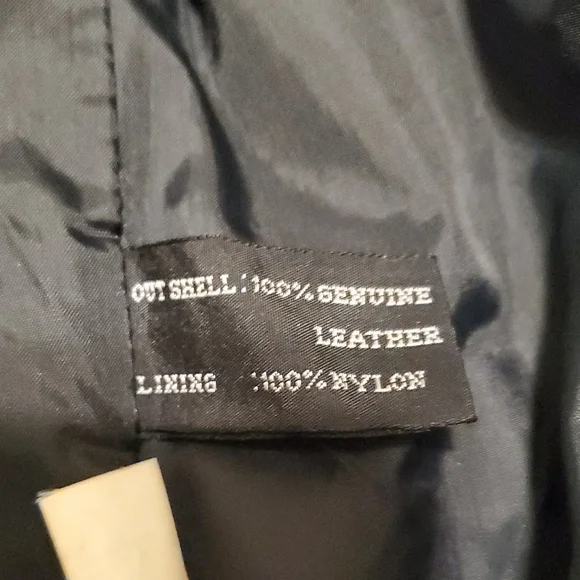 OUT SHELL:100% GENUINE
LEATHER
LINING :100% NYLON